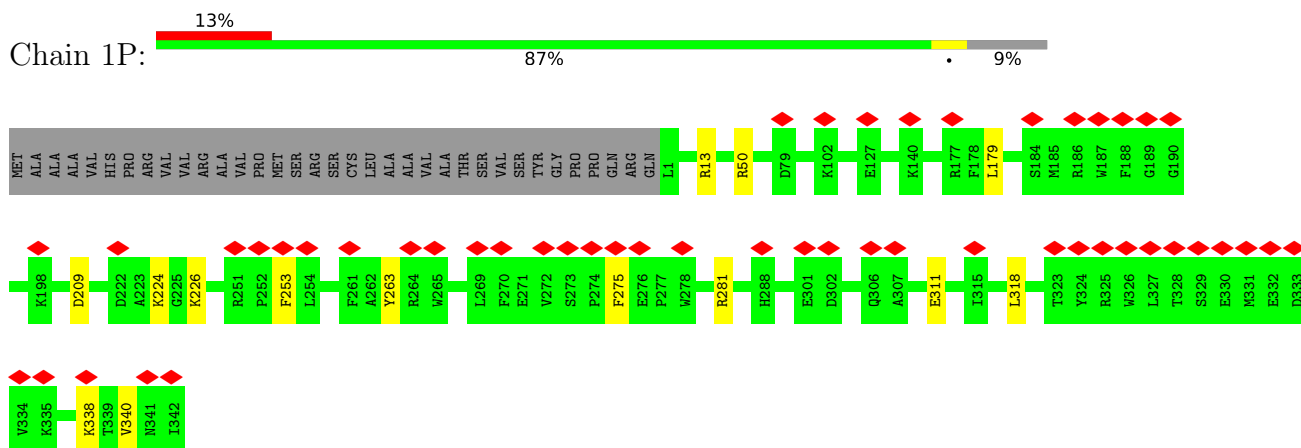 13%
Chain 1P:
87% • 9%
MET ALA ALA ALA VAL HIS PRO ARG VAL VAL ARG ALA VAL PRO MET SER ARG SER CYS LEU ALA ALA VAL ALA THR SER VAL SER TYR GLY PRO PRO GLN ARG GLN L1 R13 R50 D79 K102 E127 K140 R177 F178 L179 S184 M185 R186 W187 F188 G189 G190
K198 D209 D222 A223 K224 G225 K226 R251 P252 F253 L254 F261 A262 Y263 R264 W265 L269 F270 E271 V272 S273 P274 F275 E276 P277 W278 R281 H288 E301 D302 Q306 A307 E311 I315 L318 T323 Y324 R325 W326 L327 T328 S329 E330 M331 E332 D333
V334 K335 K338 T339 V340 N341 I342